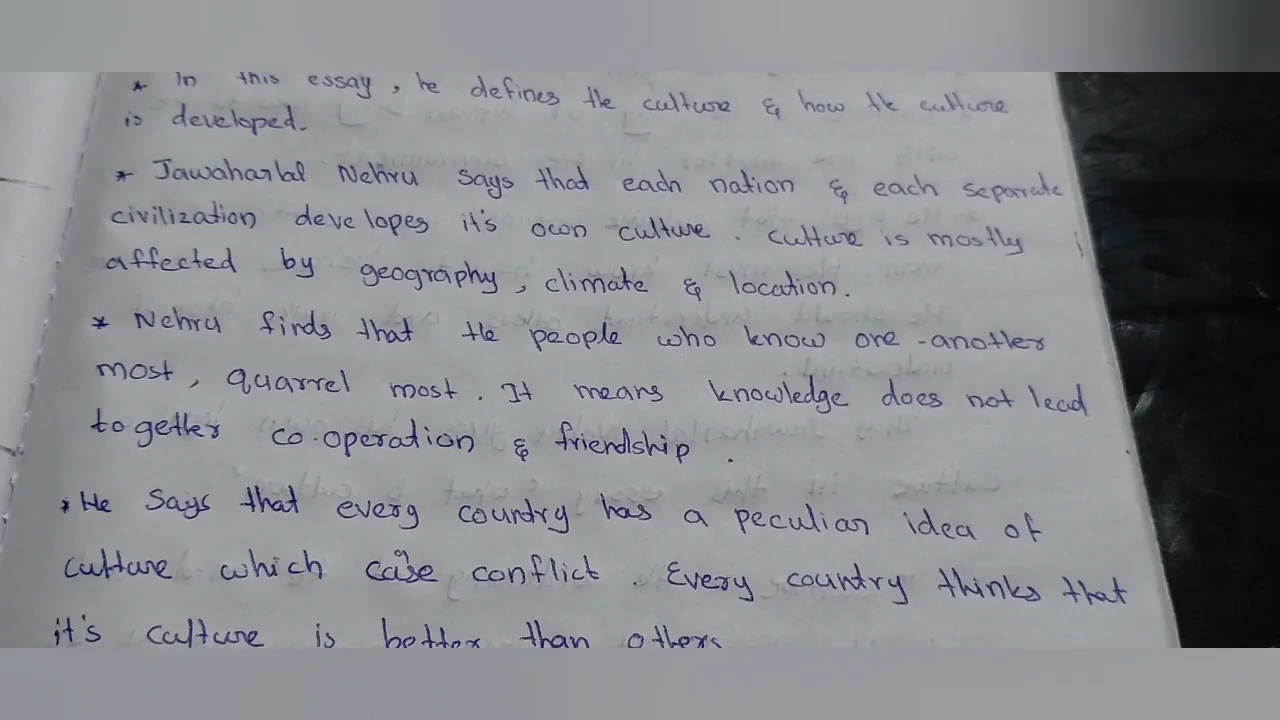 * In this essay, he defines the culture & how the culture
is developed.
* Jawaharlal Nehru says that each nation & each separate
civilization developes it's own culture. culture is mostly
affected by geography, climate & location.
* Nehru finds that the people who know one-another
most, quarrel most. It means knowledge does not lead
together co-operation & friendship.
* He says that every country has a peculiar idea of
culture which case conflict. Every country thinks that
it's culture is better than others